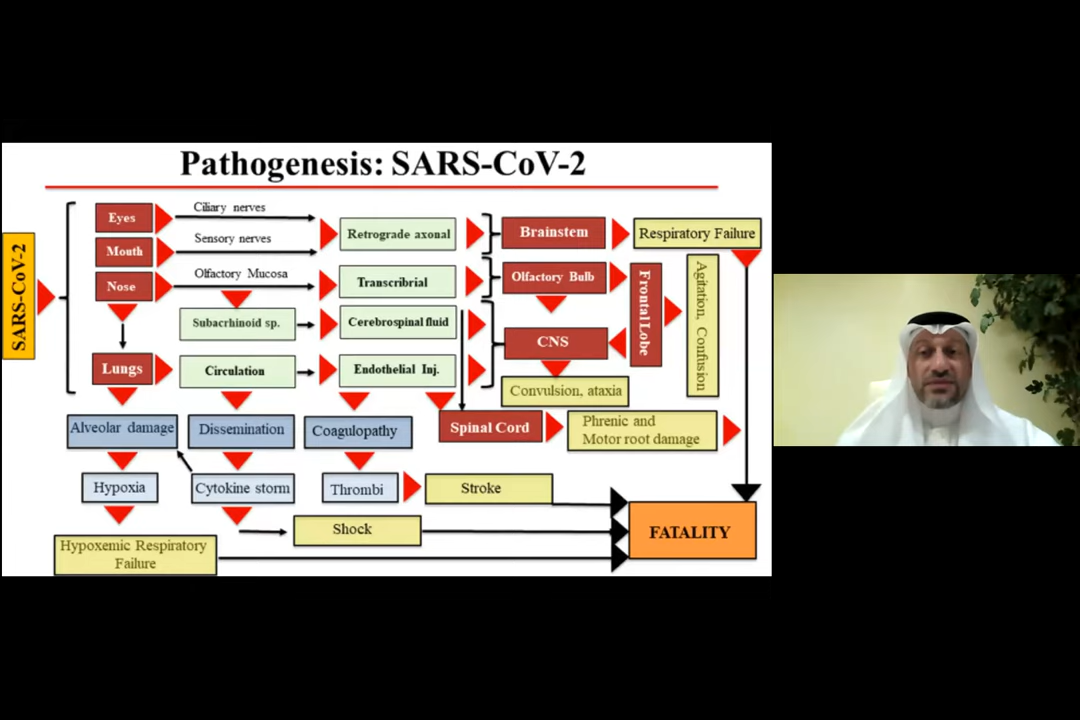 Pathogenesis: SARS-CoV-2
SARS-CoV-2
Eyes
Ciliary nerves
Mouth
Sensory nerves
Retrograde axonal
Brainstem
Respiratory Failure
Nose
Olfactory Mucosa
Transcribrial
Olfactory Bulb
Frontal Lobe
Agitation, Confusion
Subacrhinoid sp.
Cerebrospinal fluid
CNS
Lungs
Circulation
Endothelial Inj.
Convulsion, ataxia
Alveolar damage
Dissemination
Coagulopathy
Spinal Cord
Phrenic and
Motor root damage
Hypoxia
Cytokine storm
Thrombi
Stroke
Shock
FATALITY
Hypoxemic Respiratory
Failure